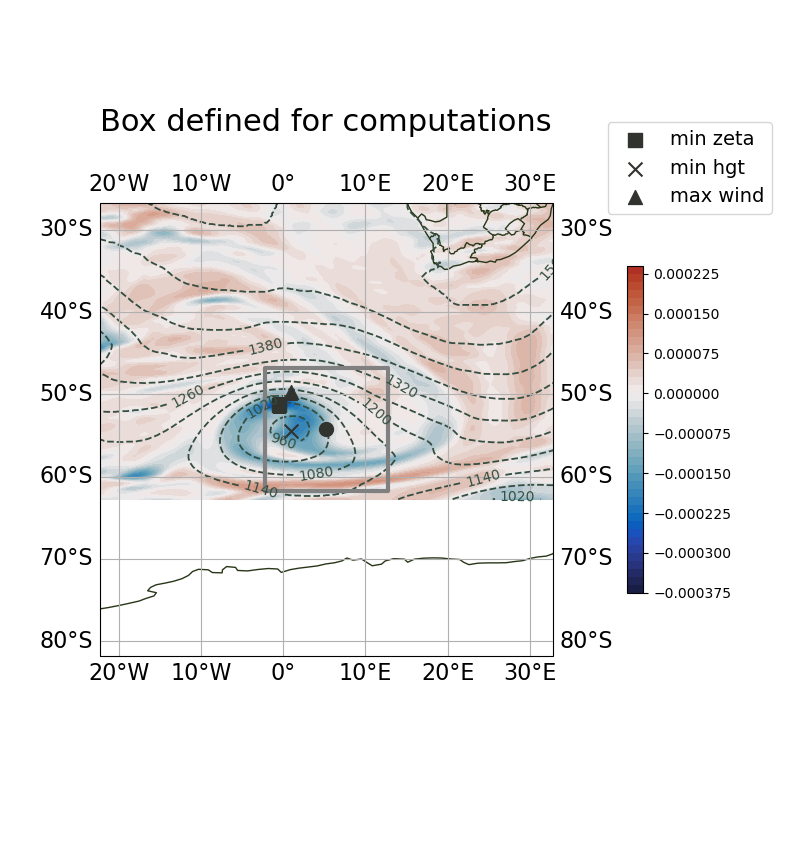 Box defined for computations
min zeta
min hgt
max wind
20°W 10°W 0° 10°E 20°E 30°E
30°S 30°S
40°S 40°S
50°S 50°S
60°S 60°S
70°S 70°S
80°S 80°S
20°W 10°W 0° 10°E 20°E 30°E
1380
1320
1260
1200
960
1080
1140
1140
1020
0.000225
0.000150
0.000075
0.000000
−0.000075
−0.000150
−0.000225
−0.000300
−0.000375